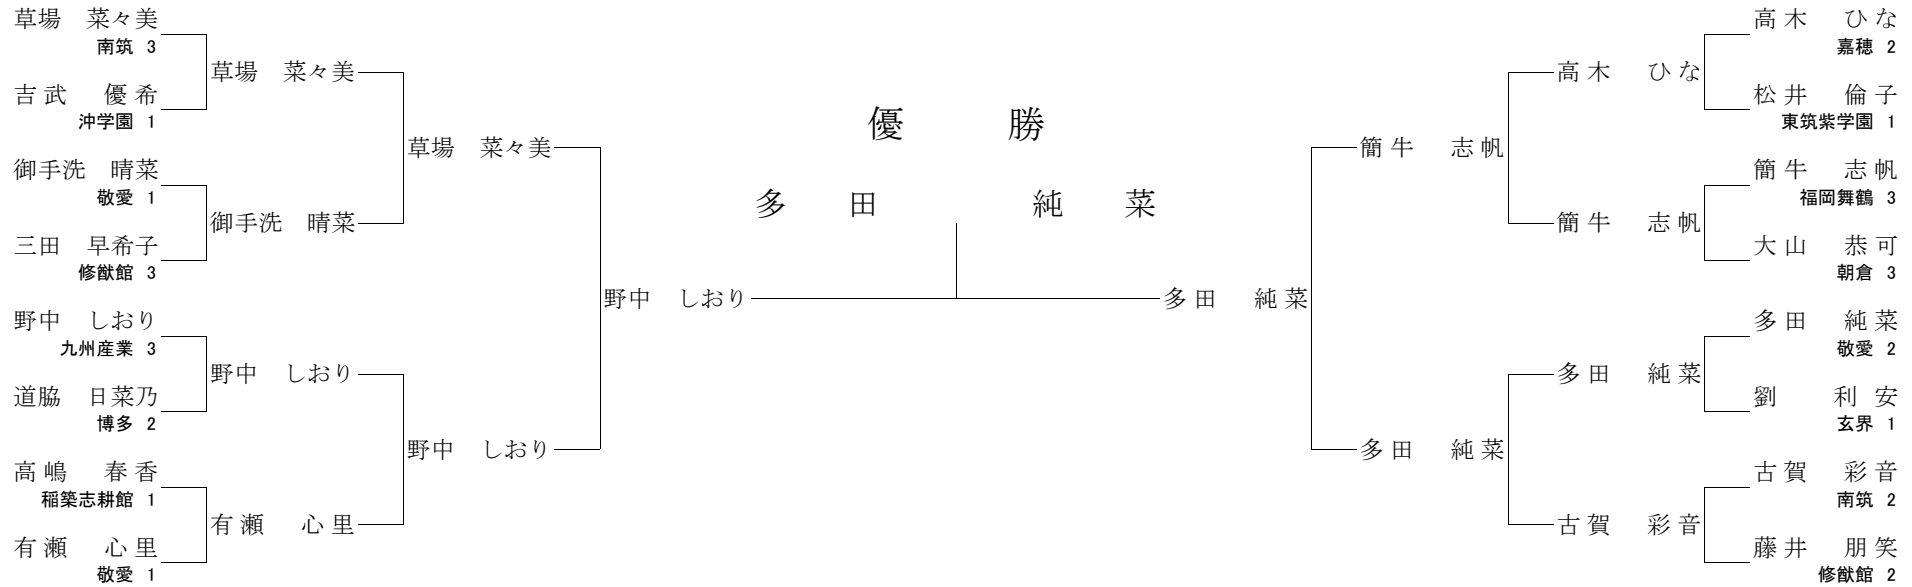 草場　菜々美
南筑 3
吉武　優希
沖学園 1
御手洗　晴菜
敬愛 1
三田　早希子
修猷館 3
野中　しおり
九州産業 3
道脇　日菜乃
博多 2
高嶋　春香
稲築志耕館 1
有瀬　心里
敬愛 1
草場　菜々美
御手洗　晴菜
野中　しおり
有瀬　心里
草場　菜々美
野中　しおり
野中　しおり
優　勝
多　田　純　菜
多田　純菜
簡牛　志帆
多田　純菜
高木　ひな
簡牛　志帆
多田　純菜
古賀　彩音
高木　ひな
嘉穂 2
松井　倫子
東筑紫学園 1
簡牛　志帆
福岡舞鶴 3
大山　恭可
朝倉 3
多田　純菜
敬愛 2
劉　利安
玄界 1
古賀　彩音
南筑 2
藤井　朋笑
修猷館 2